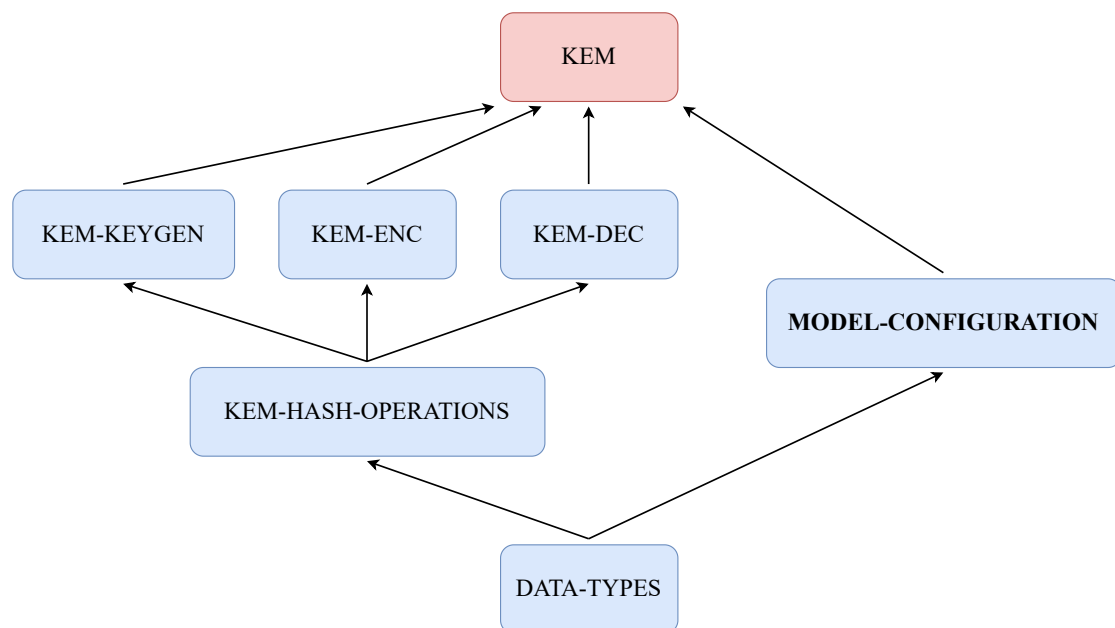 KEM
KEM-KEYGEN
KEM-ENC
KEM-DEC
MODEL-CONFIGURATION
KEM-HASH-OPERATIONS
DATA-TYPES